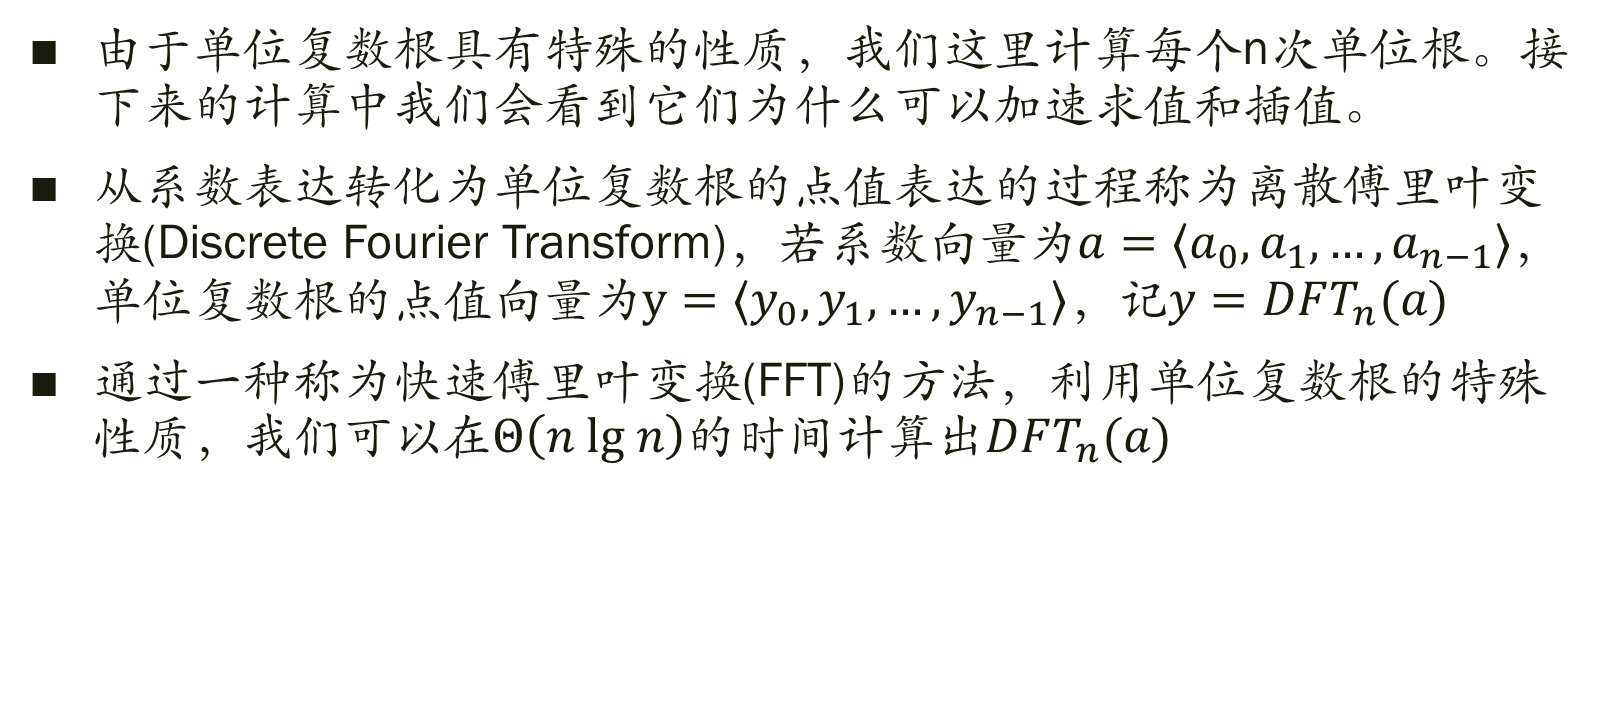 ■ 由于单位复数根具有特殊的性质，我们这里计算每个n次单位根。接
下来的计算中我们会看到它们为什么可以加速求值和插值。
■ 从系数表达转化为单位复数根的点值表达的过程称为离散傅里叶变
换(Discrete Fourier Transform)，若系数向量为a = ⟨a₀, a₁, … , aₙ₋₁⟩，
单位复数根的点值向量为y = ⟨y₀, y₁, … , yₙ₋₁⟩，记y = DFTₙ(a)
■ 通过一种称为快速傅里叶变换(FFT)的方法，利用单位复数根的特殊
性质，我们可以在Θ(n lg n)的时间计算出DFTₙ(a)